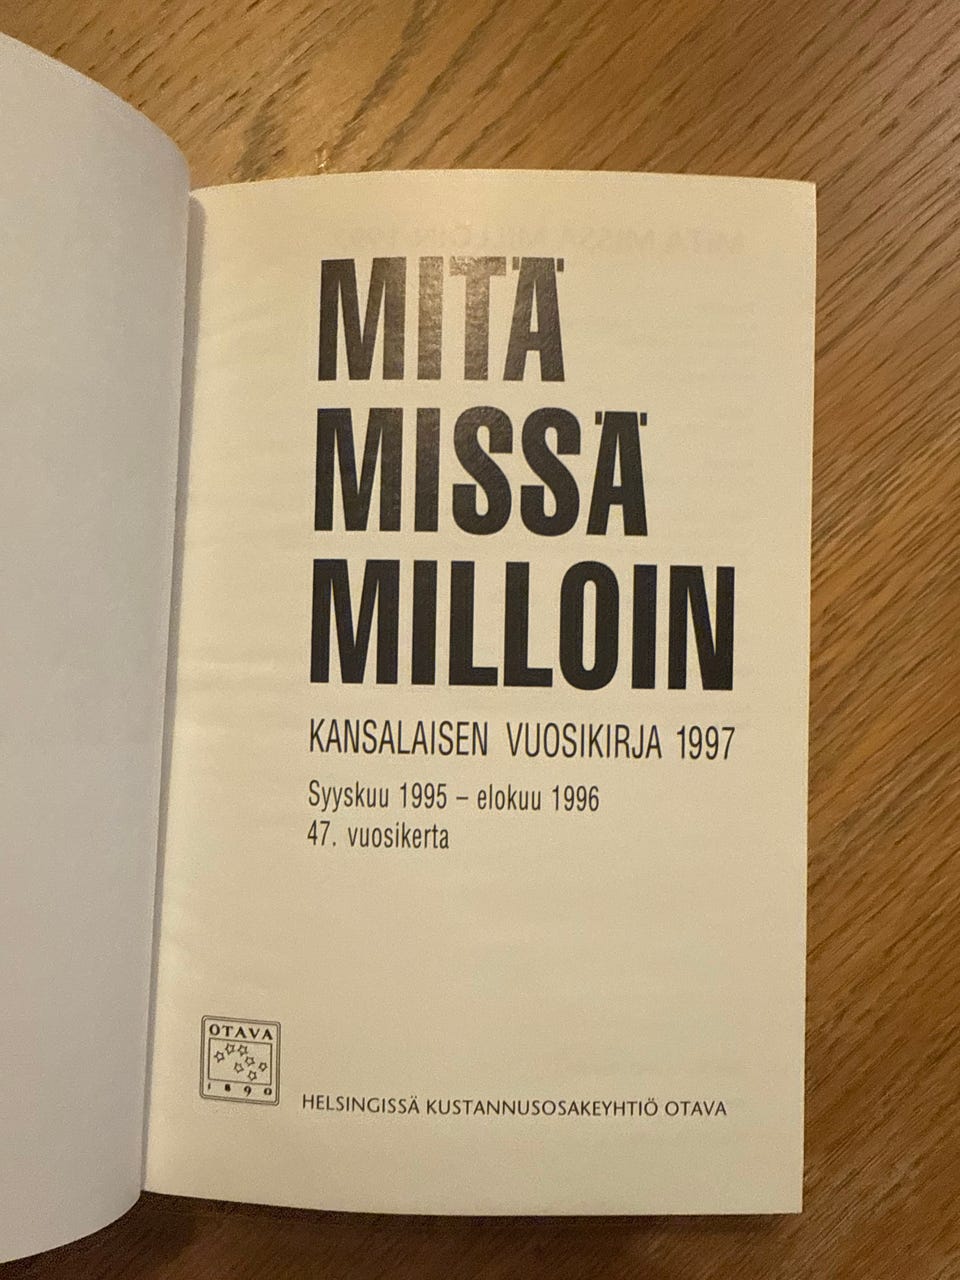 MITÄ
MISSÄ
MILLOIN
KANSALAISEN VUOSIKIRJA 1997
Syyskuu 1995 – elokuu 1996
47. vuosikerta
OTAVA
1890
HELSINGISSÄ KUSTANNUSOSAKEYHTIÖ OTAVA